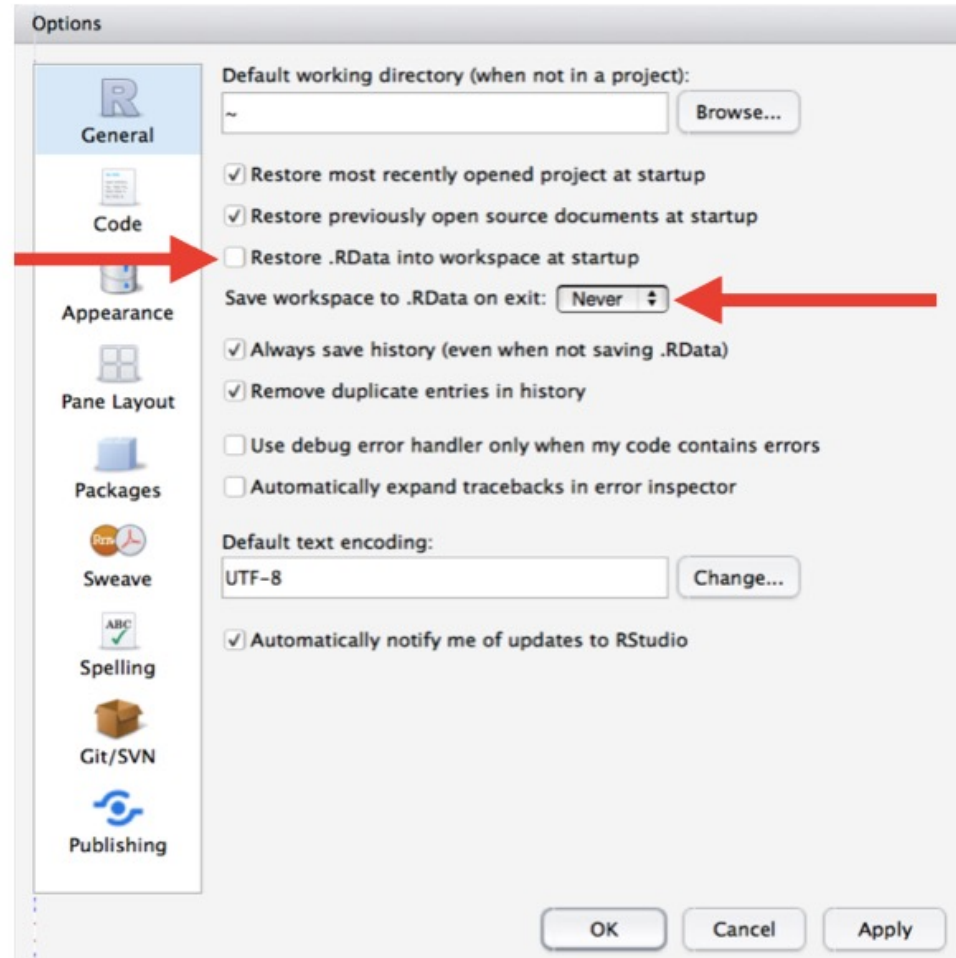 Options
General
Code
Appearance
Pane Layout
Packages
Rnw
Sweave
ABC
Spelling
Git/SVN
Publishing
Default working directory (when not in a project):
~
Browse...
Restore most recently opened project at startup
Restore previously open source documents at startup
Restore .RData into workspace at startup
Save workspace to .RData on exit: Never
Always save history (even when not saving .RData)
Remove duplicate entries in history
Use debug error handler only when my code contains errors
Automatically expand tracebacks in error inspector
Default text encoding:
UTF-8
Change...
Automatically notify me of updates to RStudio
OK Cancel Apply